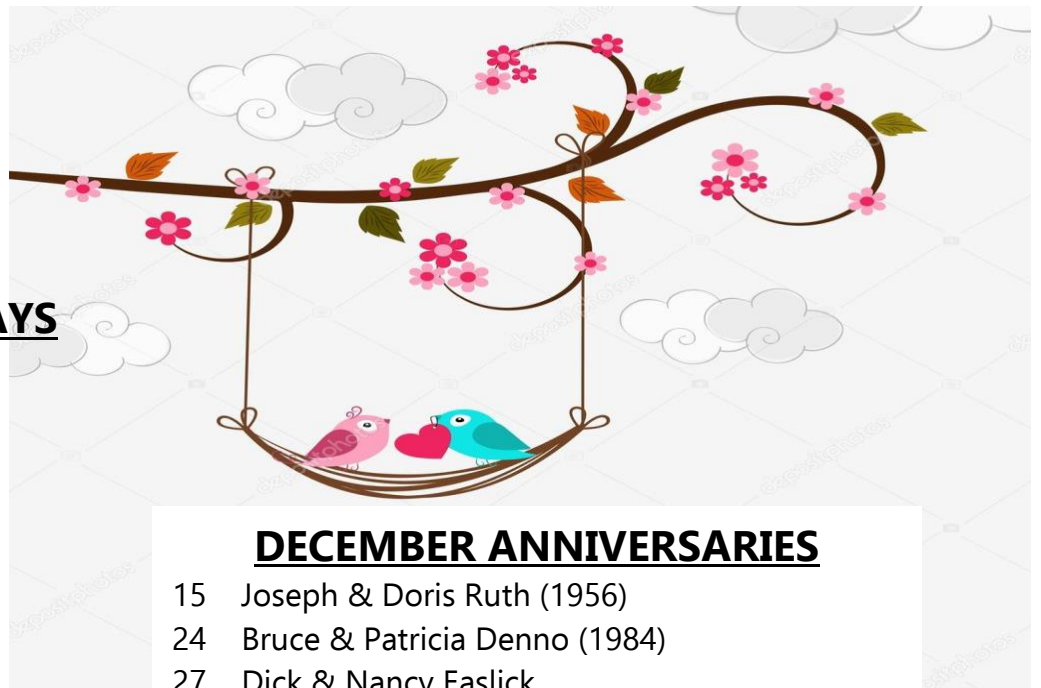 AYS
DECEMBER ANNIVERSARIES
15 Joseph & Doris Ruth (1956)
24 Bruce & Patricia Denno (1984)
27 Dick & Nancy Easlick